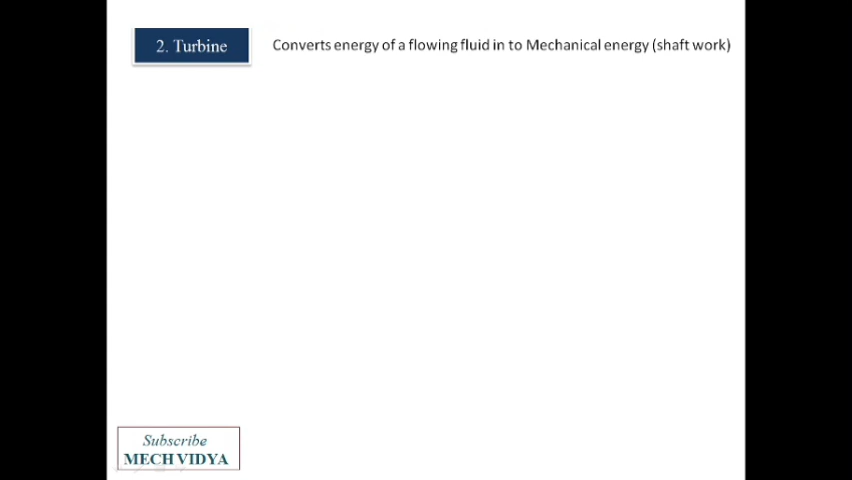 2. Turbine Converts energy of a flowing fluid in to Mechanical energy (shaft work)
Subscribe
MECH VIDYA